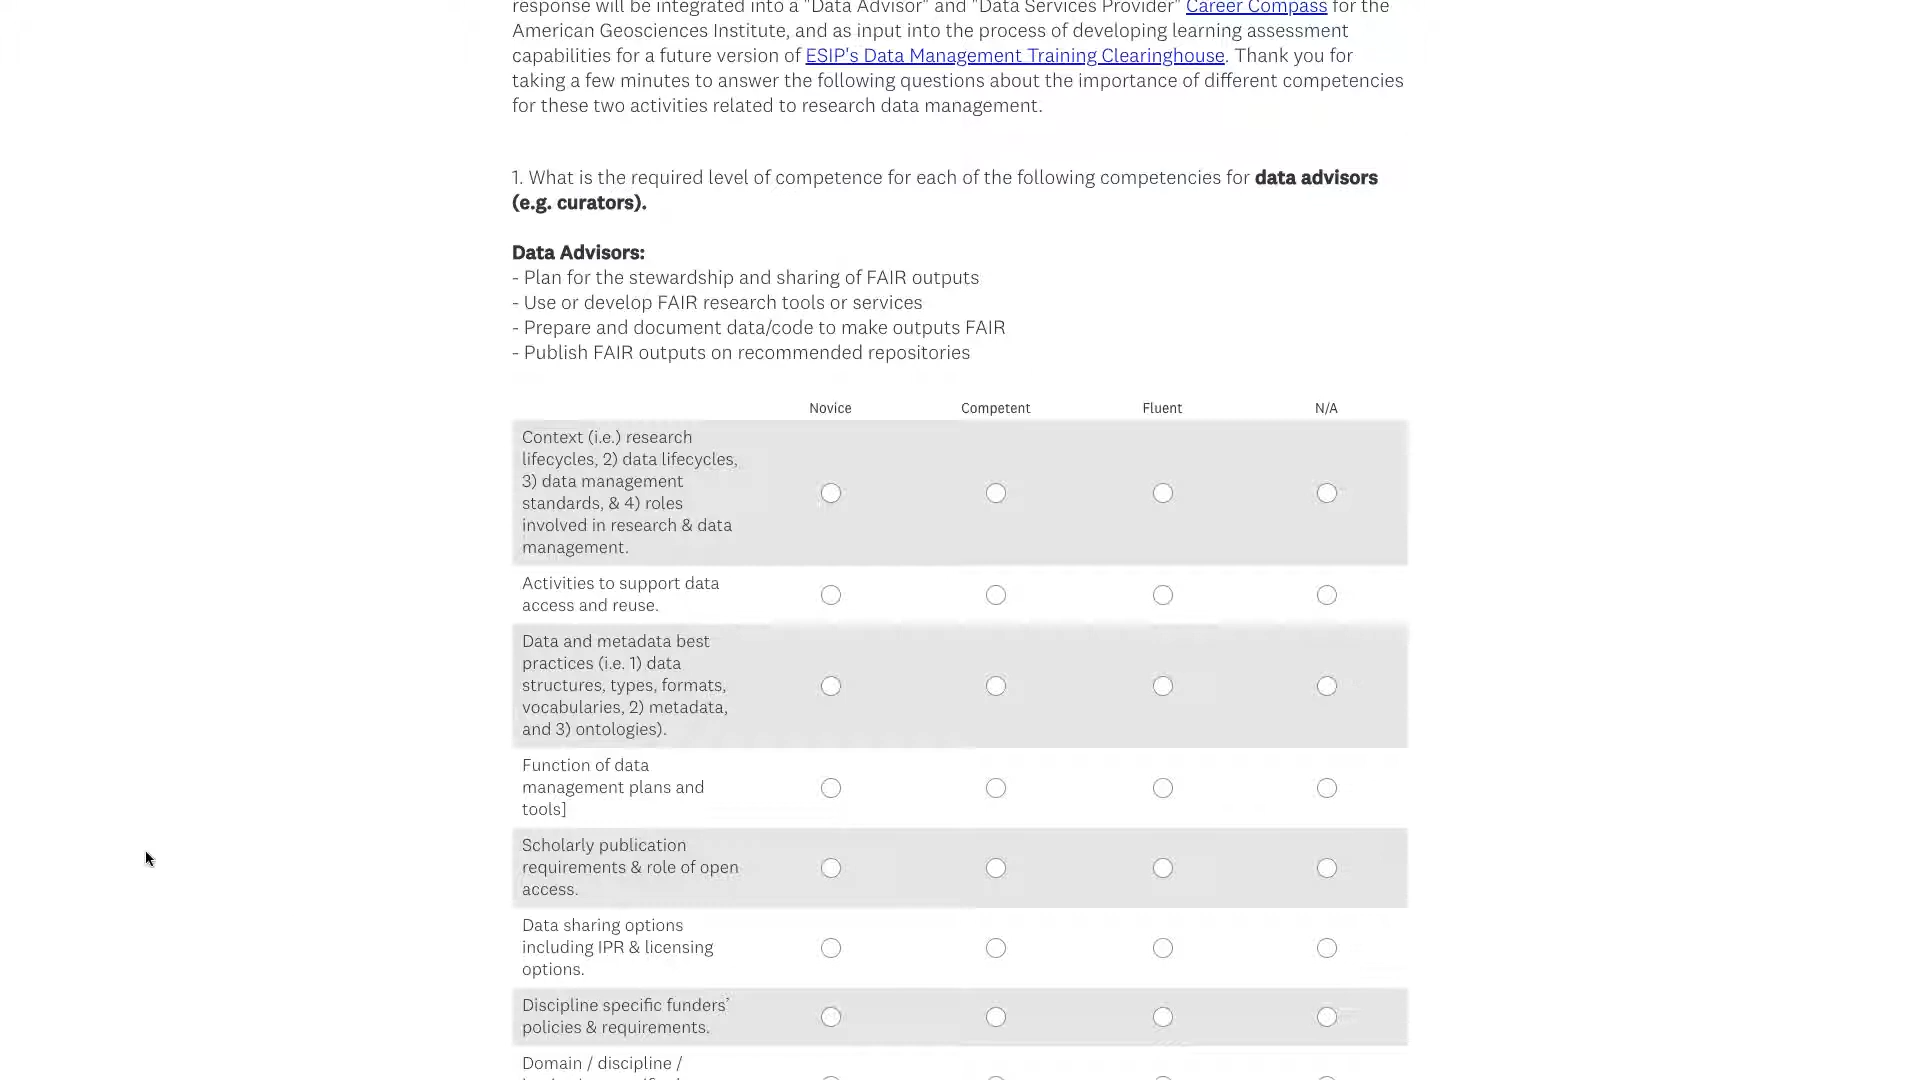 response will be integrated into a "Data Advisor" and "Data Services Provider" Career Compass for the
American Geosciences Institute, and as input into the process of developing learning assessment
capabilities for a future version of ESIP's Data Management Training Clearinghouse. Thank you for
taking a few minutes to answer the following questions about the importance of different competencies
for these two activities related to research data management.
1. What is the required level of competence for each of the following competencies for data advisors
(e.g. curators).
Data Advisors:
- Plan for the stewardship and sharing of FAIR outputs
- Use or develop FAIR research tools or services
- Prepare and document data/code to make outputs FAIR
- Publish FAIR outputs on recommended repositories
Novice Competent Fluent N/A
Context (i.e.) research
lifecycles, 2) data lifecycles,
3) data management
standards, & 4) roles
involved in research & data
management.
Activities to support data
access and reuse.
Data and metadata best
practices (i.e. 1) data
structures, types, formats,
vocabularies, 2) metadata,
and 3) ontologies).
Function of data
management plans and
tools]
Scholarly publication
requirements & role of open
access.
Data sharing options
including IPR & licensing
options.
Discipline specific funders’
policies & requirements.
Domain / discipline /